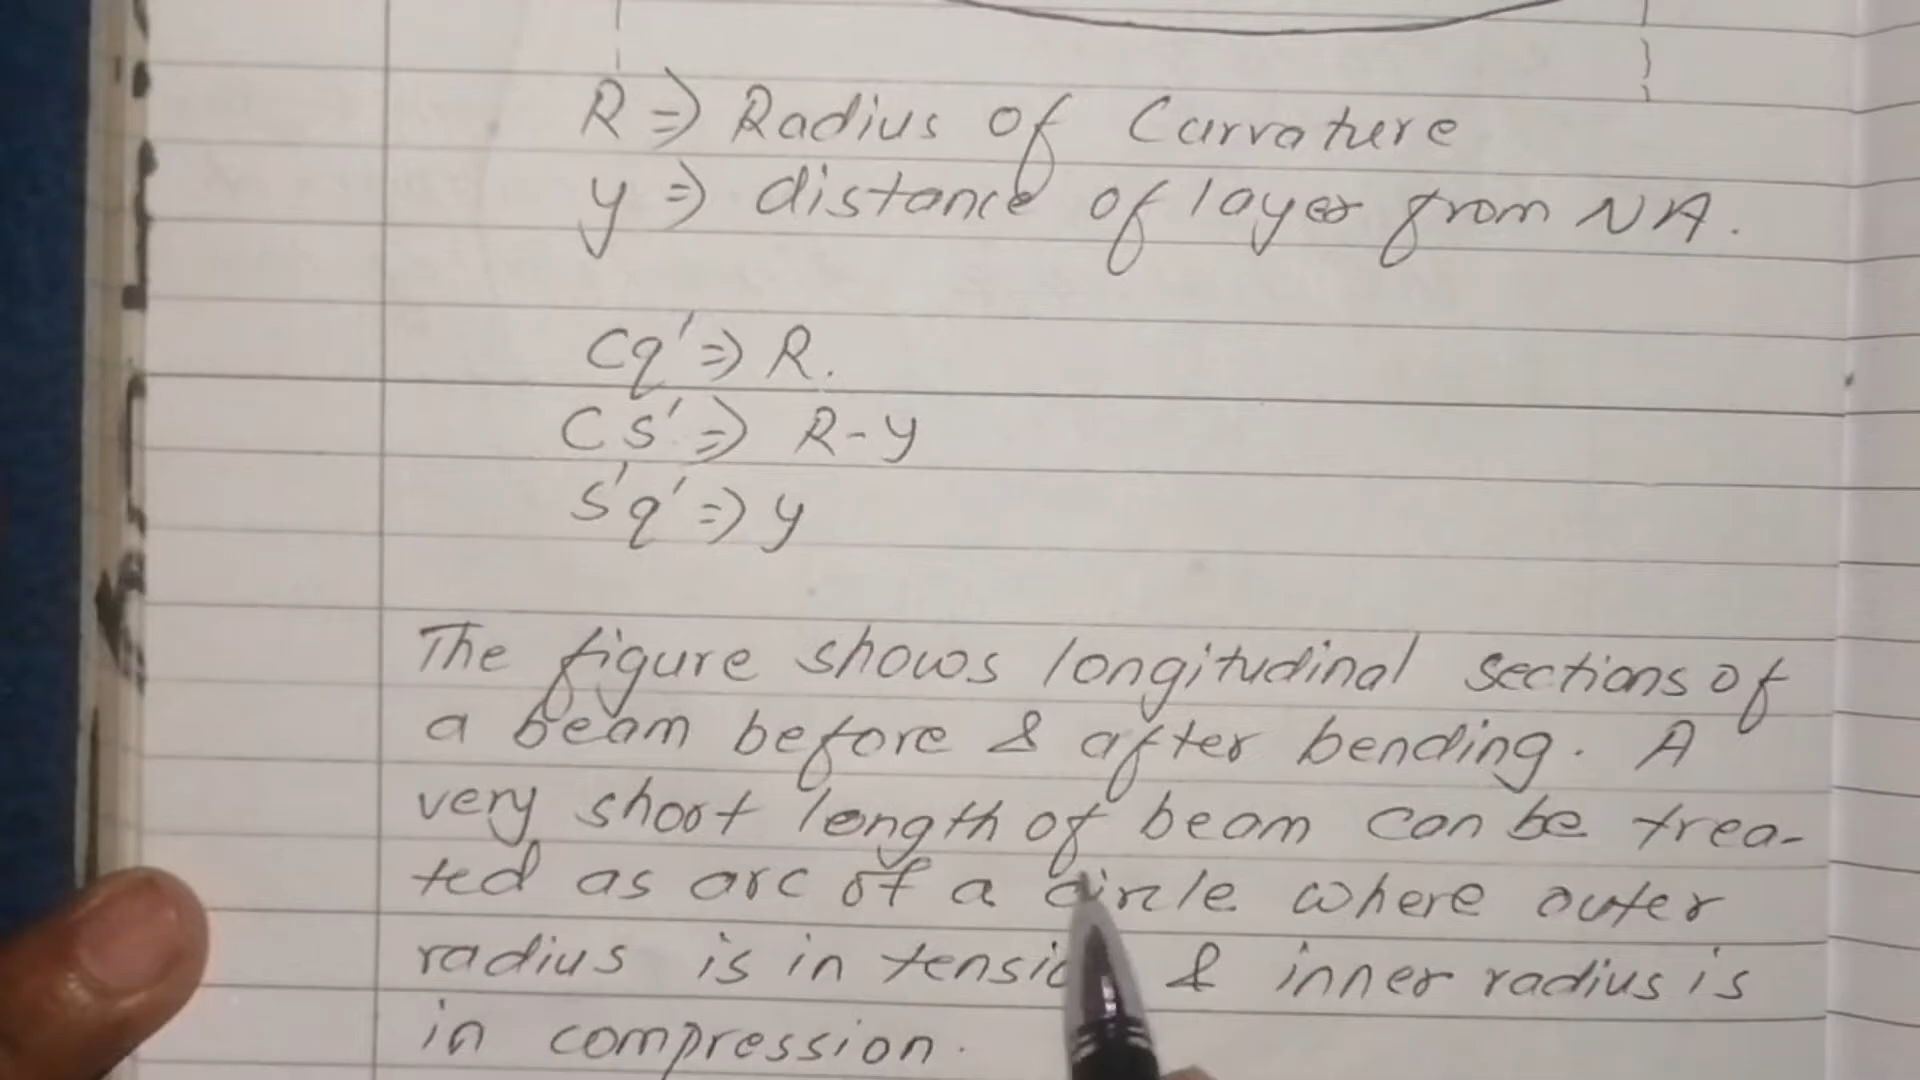 R => Radius of Curvature
y => distance of layer from NA.
Cq' => R.
CS' => R-y
S'q' => y
The figure shows longitudinal sections of
a beam before & after bending. A
very short length of beam can be trea-
ted as arc of a circle where outer
radius is in & inner radius is
in compression.